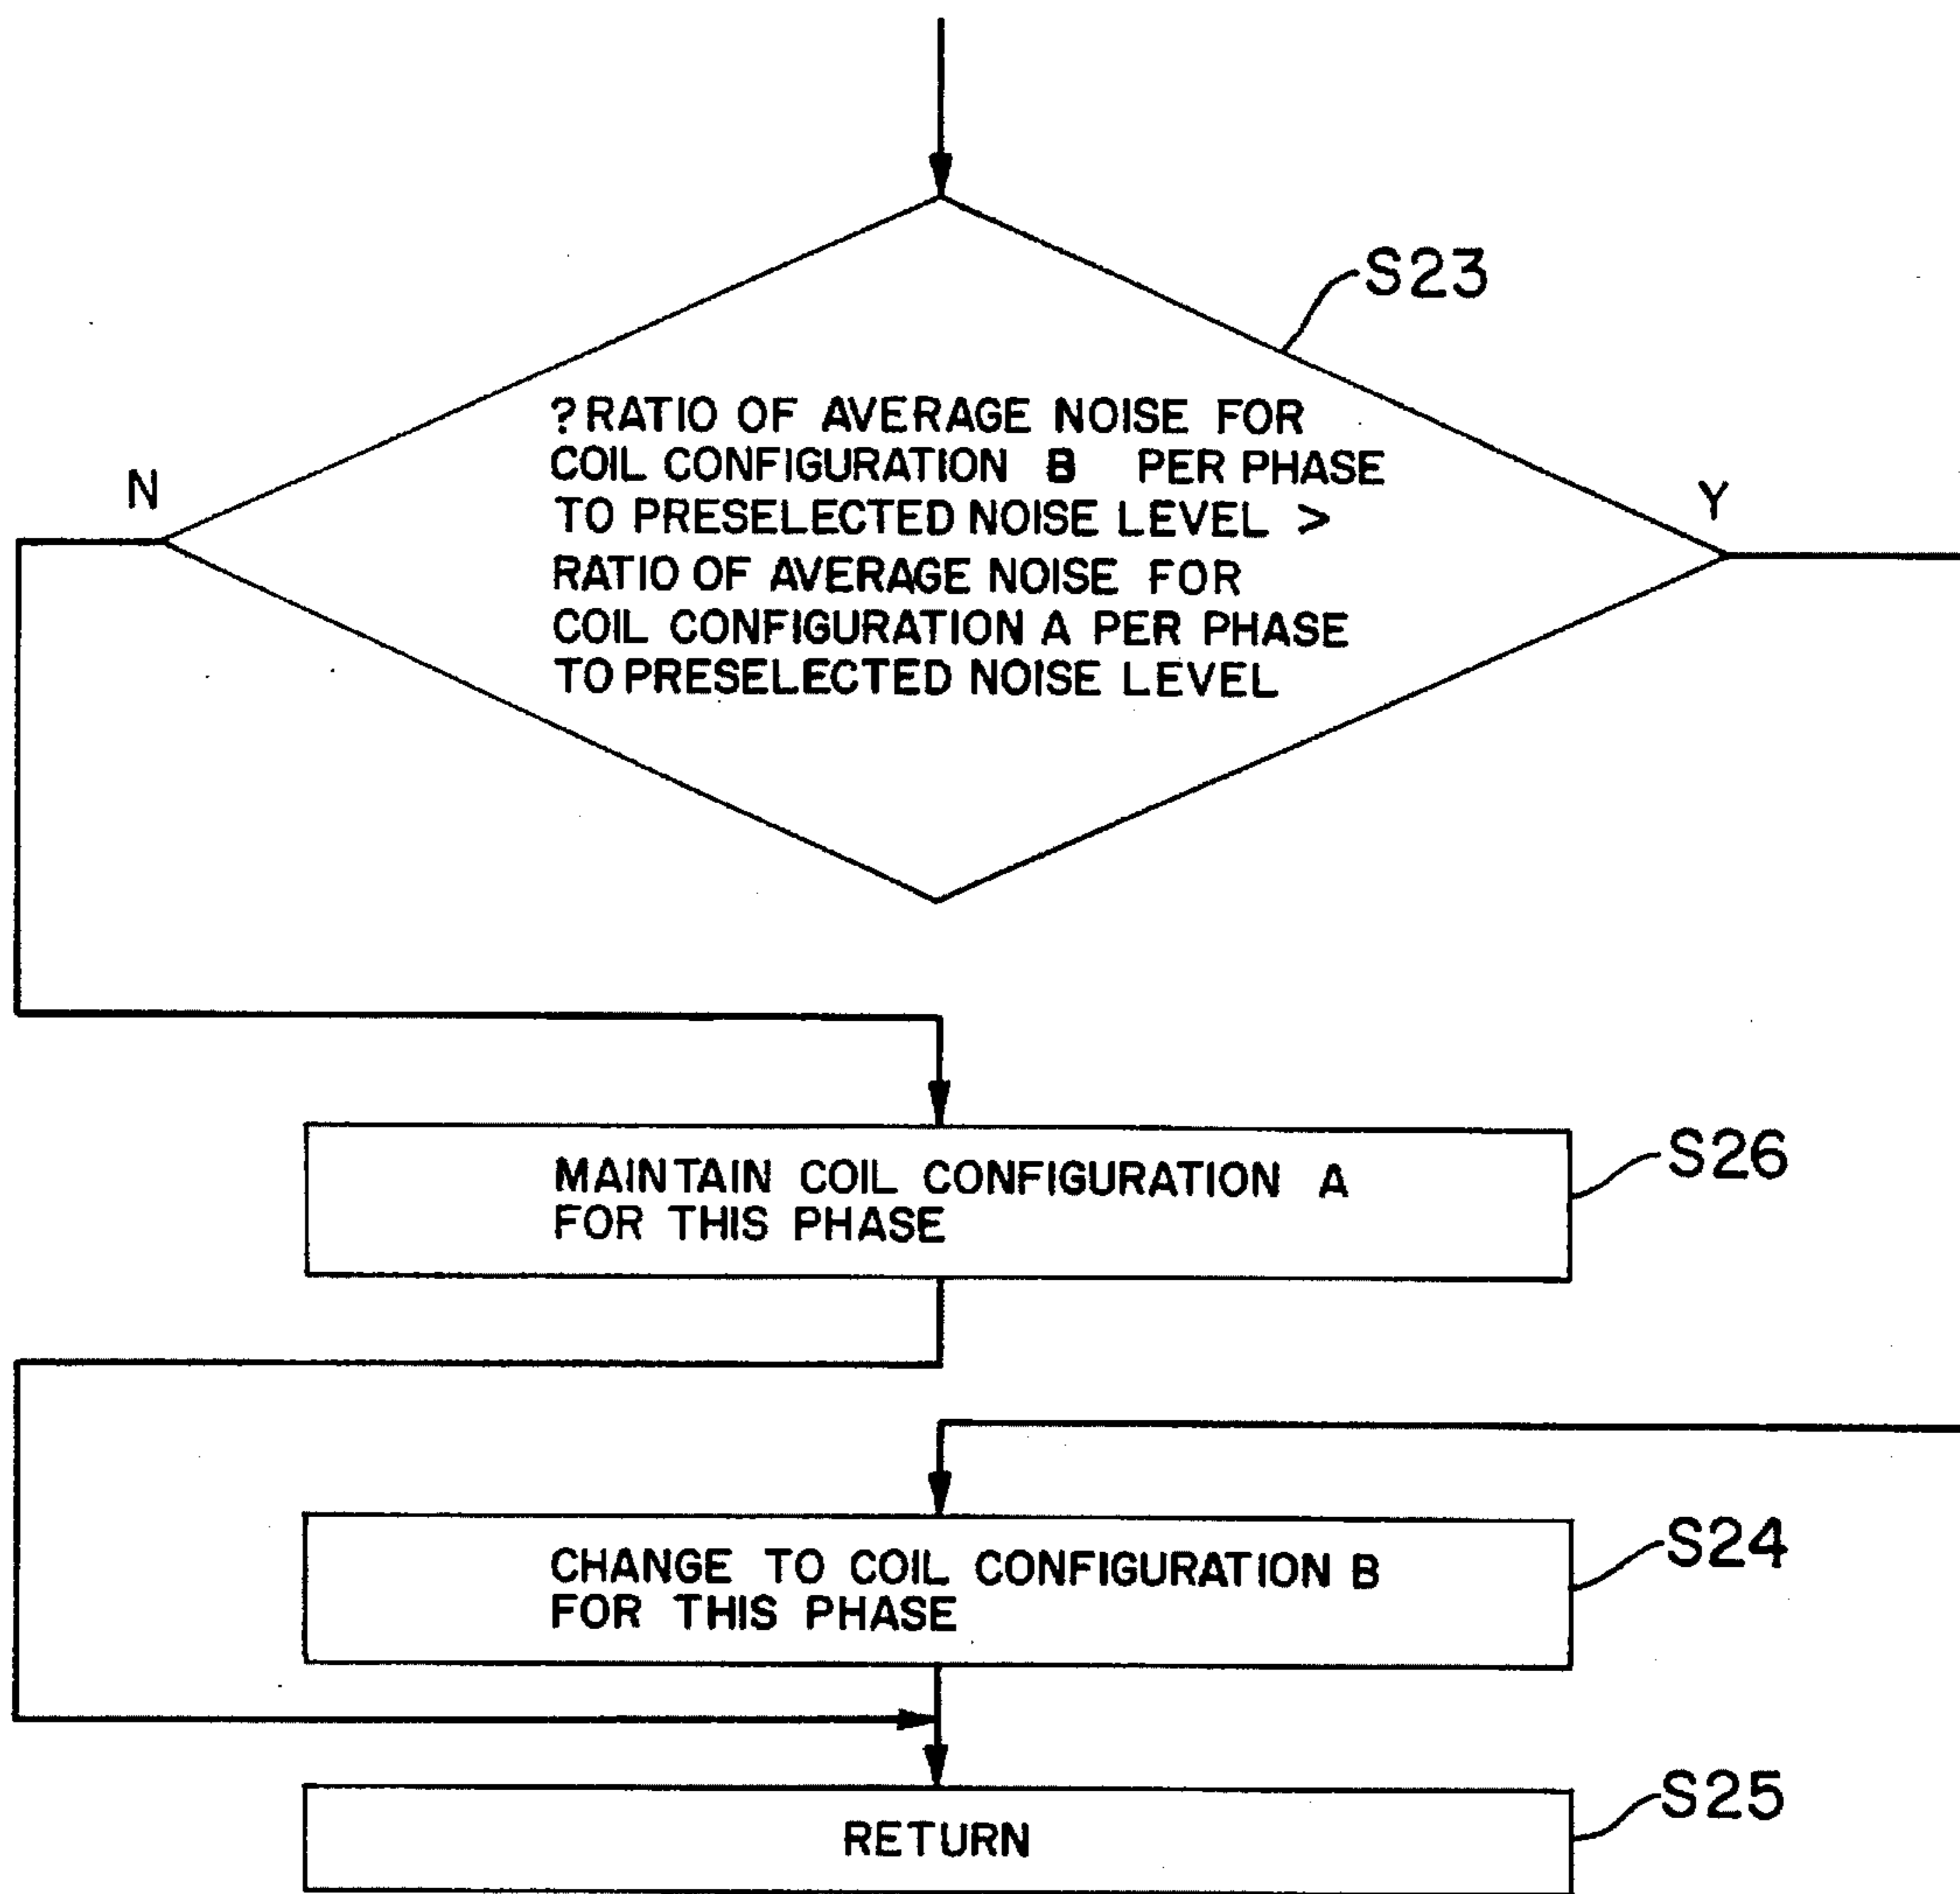 S23
?RATIO OF AVERAGE NOISE FOR
COIL CONFIGURATION B PER PHASE
TO PRESELECTED NOISE LEVEL >
RATIO OF AVERAGE NOISE FOR
COIL CONFIGURATION A PER PHASE
TO PRESELECTED NOISE LEVEL
N
Y
MAINTAIN COIL CONFIGURATION A
FOR THIS PHASE
S26
CHANGE TO COIL CONFIGURATION B
FOR THIS PHASE
S24
RETURN
S25